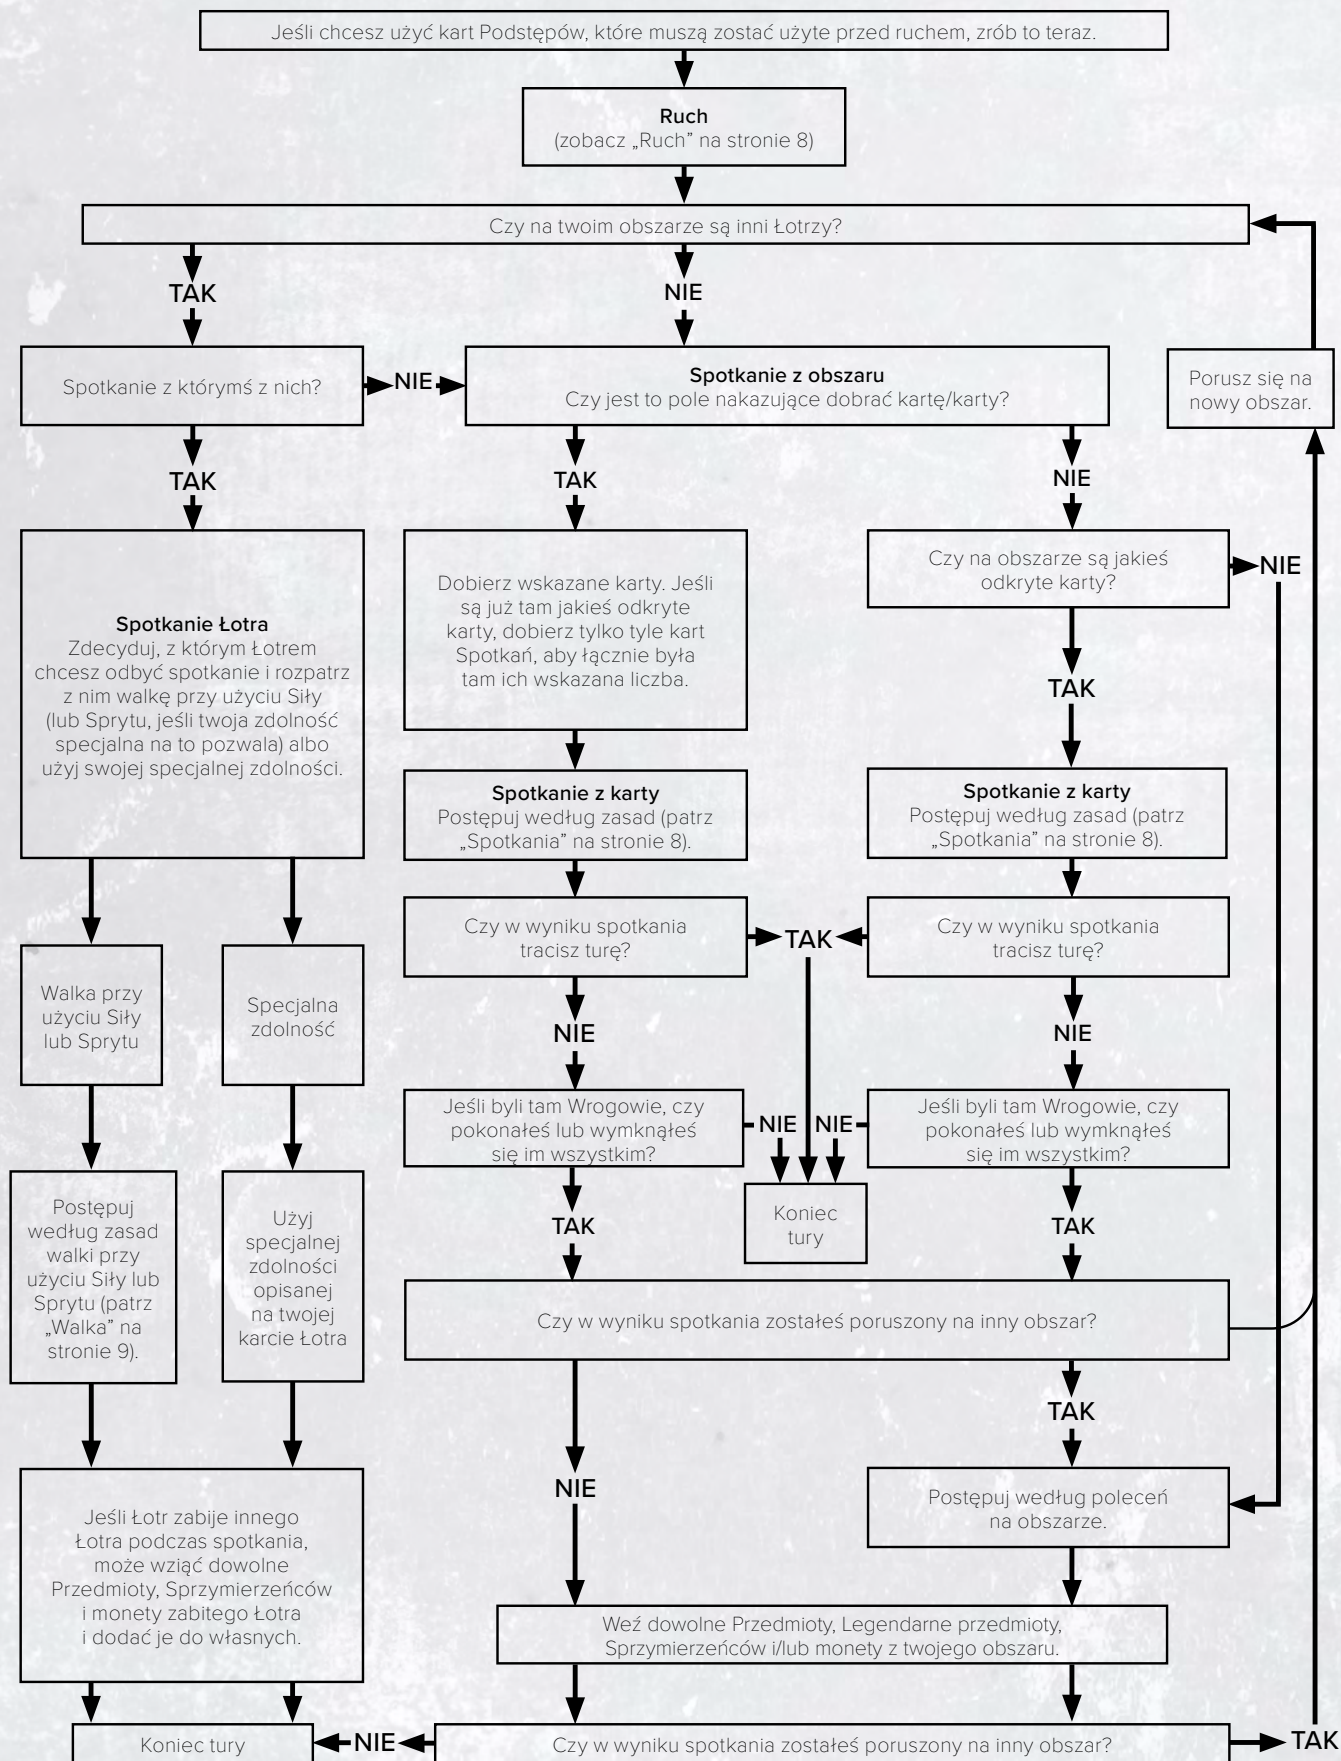 Jeśli chcesz użyć kart Podstępów, które muszą zostać użyte przed ruchem, zrób to teraz.
Ruch
(zobacz „Ruch” na stronie 8)
Czy na twoim obszarze są inni Łotrzy?
TAK
NIE
Spotkanie z którymś z nich?
NIE
Spotkanie z obszaru
Czy jest to pole nakazujące dobrać kartę/karty?
Porusz się na
nowy obszar.
TAK
TAK
NIE
Spotkanie Łotra
Zdecyduj, z którym Łotrem
chcesz odbyć spotkanie i rozpatrz
z nim walkę przy użyciu Siły
(lub Sprytu, jeśli twoja zdolność
specjalna na to pozwala) albo
użyj swojej specjalnej zdolności.
Dobierz wskazane karty. Jeśli
są już tam jakieś odkryte
karty, dobierz tylko tyle kart
Spotkań, aby łącznie była
tam ich wskazana liczba.
Czy na obszarze są jakieś
odkryte karty?
NIE
TAK
Spotkanie z karty
Postępuj według zasad (patrz
„Spotkania” na stronie 8).
Spotkanie z karty
Postępuj według zasad (patrz
„Spotkania” na stronie 8).
Czy w wyniku spotkania
tracisz turę?
TAK
Czy w wyniku spotkania
tracisz turę?
Walka przy
użyciu Siły
lub Sprytu
Specjalna
zdolność
NIE
NIE
Jeśli byli tam Wrogowie, czy
pokonałeś lub wymknąłeś
się im wszystkim?
NIE
NIE
Jeśli byli tam Wrogowie, czy
pokonałeś lub wymknąłeś
się im wszystkim?
Postępuj
według zasad
walki przy
użyciu Siły lub
Sprytu (patrz
„Walka” na
stronie 9).
Użyj
specjalnej
zdolności
opisanej
na twojej
karcie Łotra
TAK
Koniec
tury
TAK
Czy w wyniku spotkania zostałeś poruszony na inny obszar?
TAK
NIE
Jeśli Łotr zabije innego
Łotra podczas spotkania,
może wziąć dowolne
Przedmioty, Sprzymierzeńców
i monety zabitego Łotra
i dodać je do własnych.
Postępuj według poleceń
na obszarze.
Weź dowolne Przedmioty, Legendarne przedmioty,
Sprzymierzeńców i/lub monety z twojego obszaru.
Koniec tury
NIE
Czy w wyniku spotkania zostałeś poruszony na inny obszar?
TAK